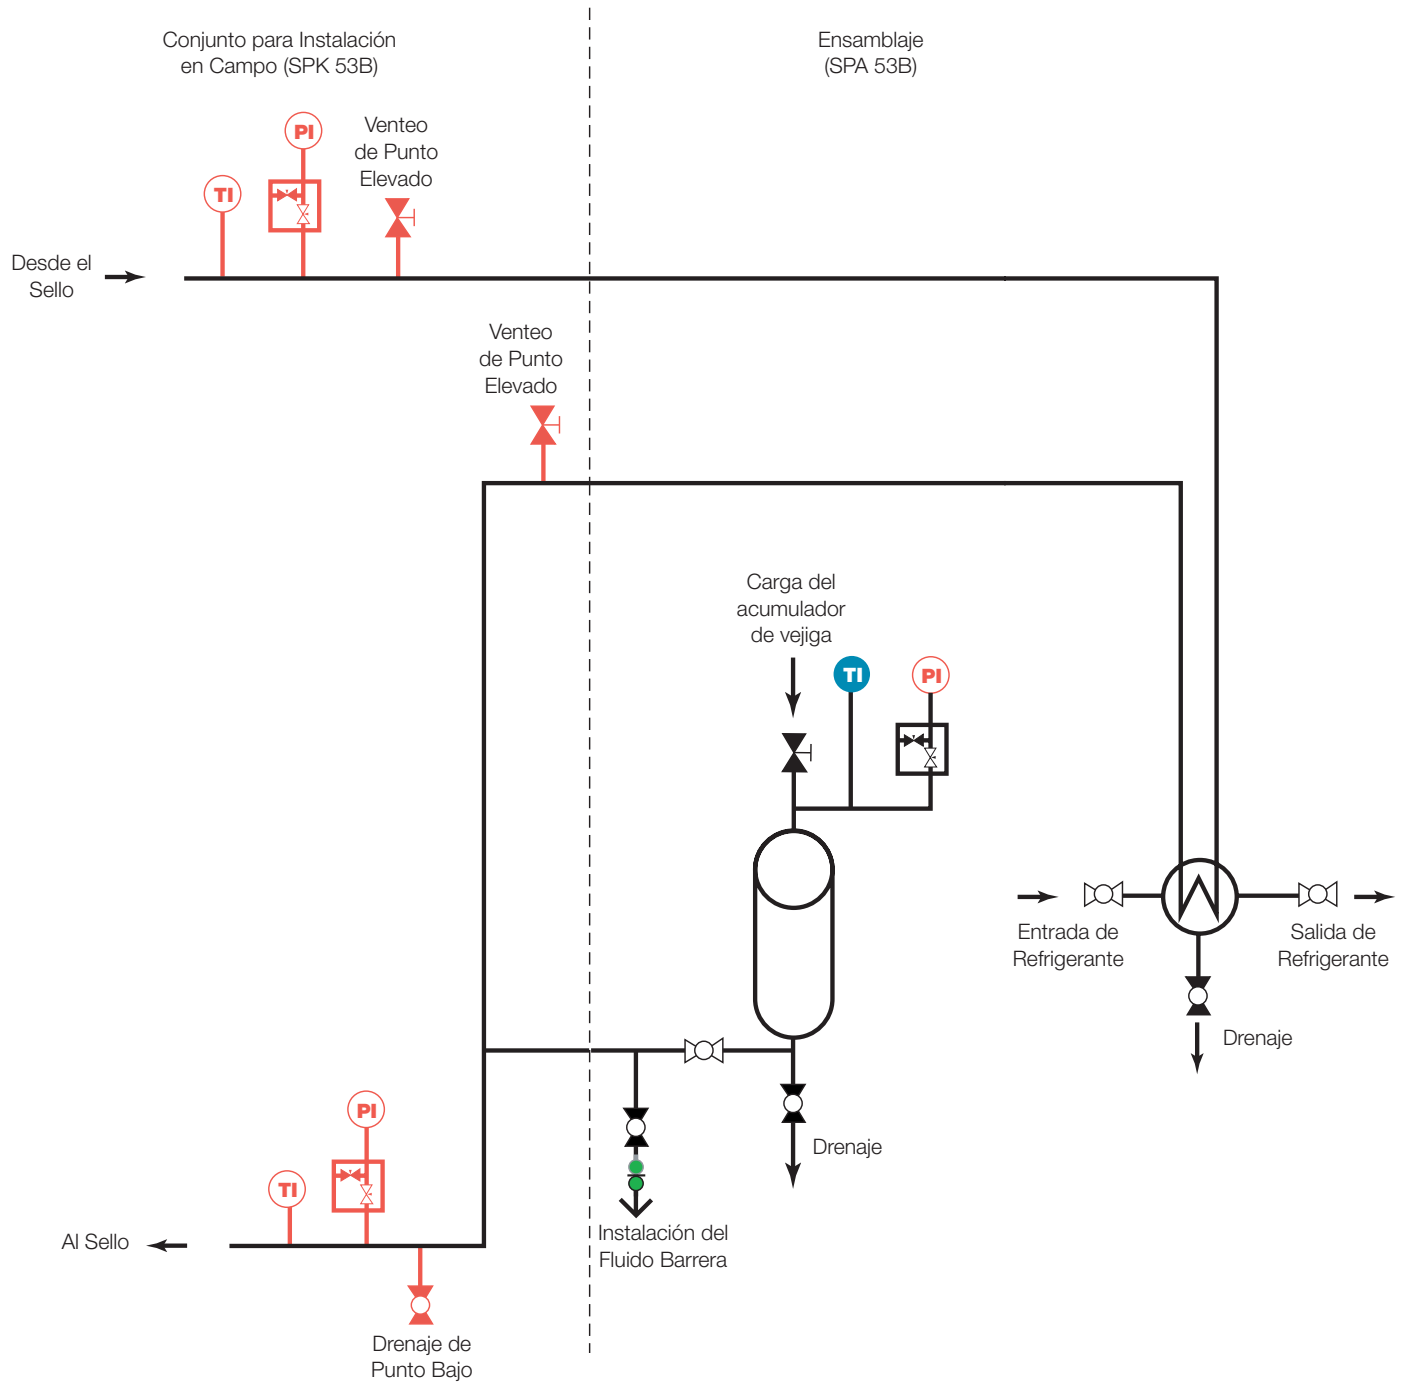 Conjunto para Instalación
en Campo (SPK 53B)
Ensamblaje
(SPA 53B)
PI
Venteo
de Punto
Elevado
TI
Desde el
Sello
Venteo
de Punto
Elevado
Carga del
acumulador
de vejiga
TI
PI
Entrada de
Refrigerante
Salida de
Refrigerante
Drenaje
PI
Drenaje
TI
Instalación del
Fluido Barrera
Al Sello
Drenaje de
Punto Bajo